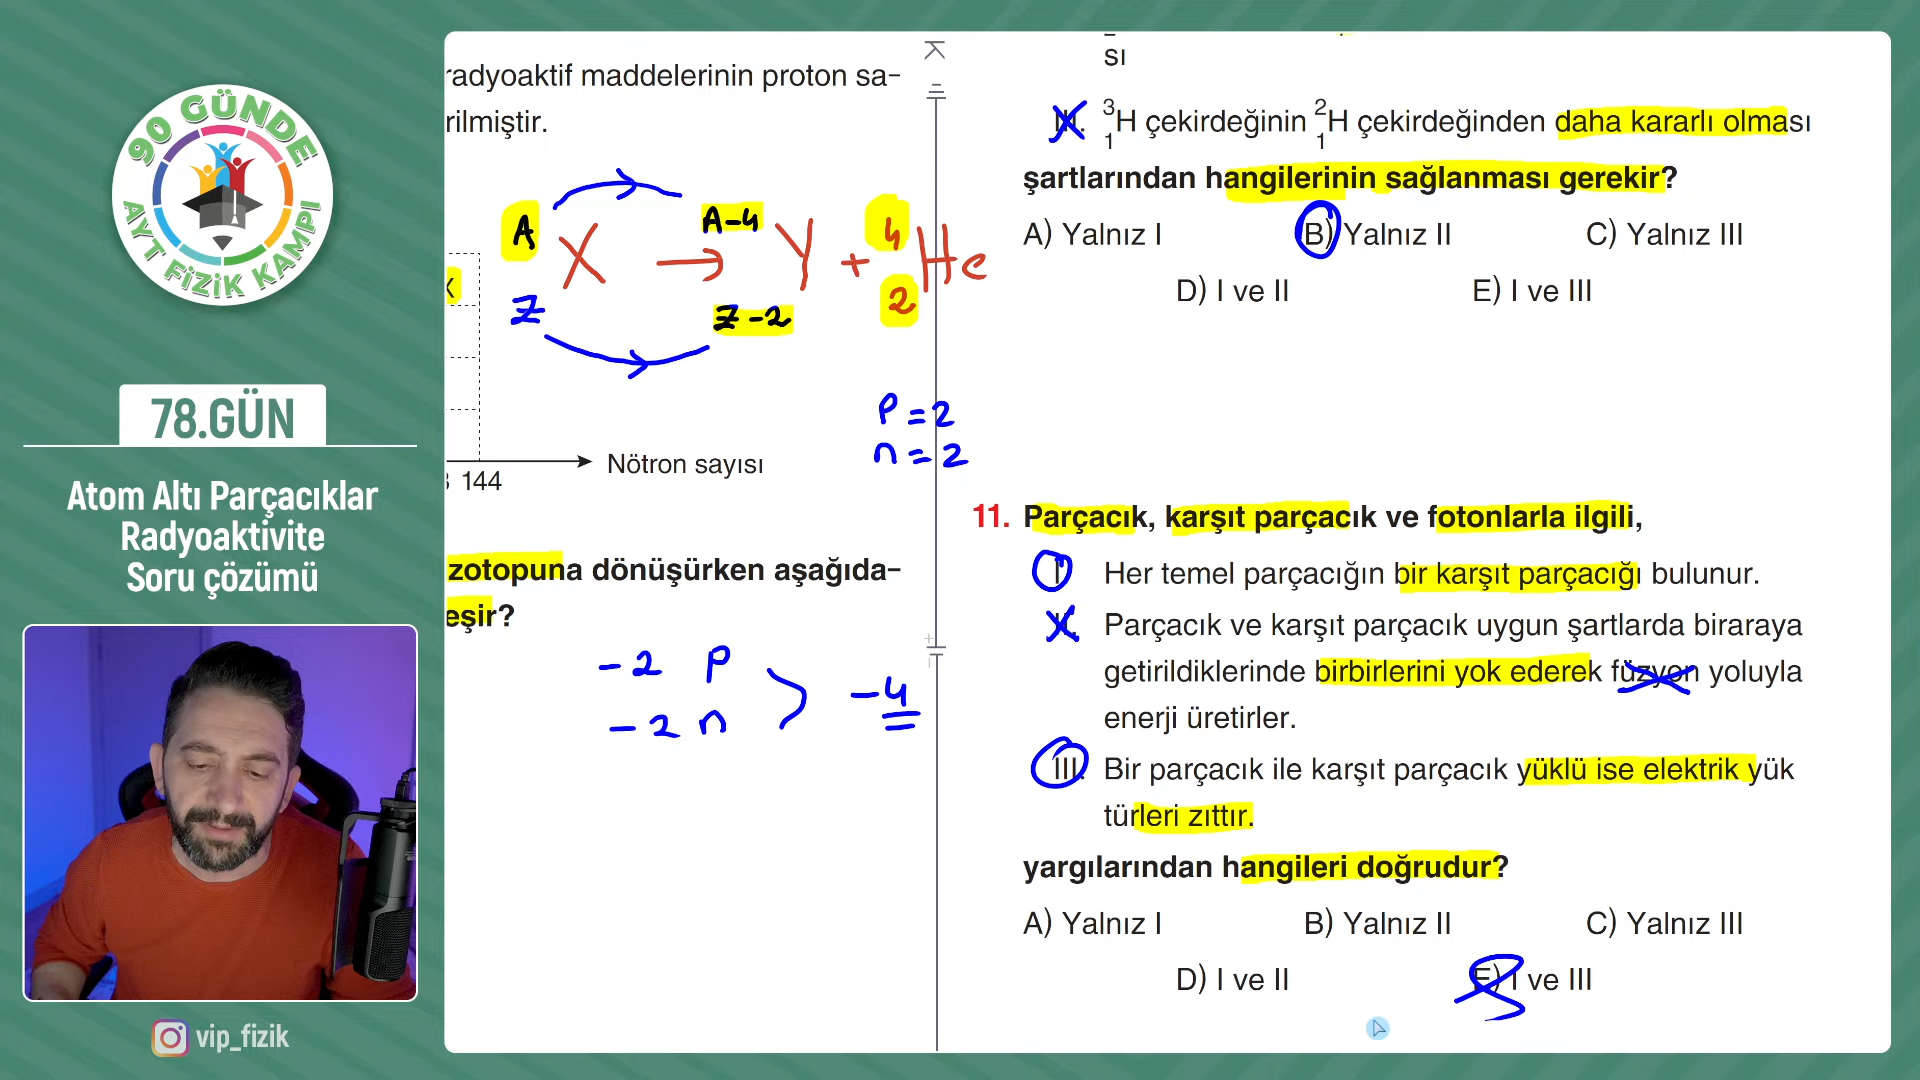 90 GÜNDE
AYT FİZİK KAMPI
78.GÜN
Atom Altı Parçacıklar
Radyoaktivite
Soru çözümü
vip_fizik
radyoaktif maddelerinin proton sa-
rilmiştir.
A X → A-4 Y + 4 He
Z Z-2 2
P = 2
n = 2
Nötron sayısı
144
zotopuna dönüşürken aşağıda-
eşir?
-2 P
-2 n > -4
K
sı
III. ³₁H çekirdeğinin ²₁H çekirdeğinden daha kararlı olması
şartlarından hangilerinin sağlanması gerekir?
A) Yalnız I B) Yalnız II C) Yalnız III
D) I ve II E) I ve III
11. Parçacık, karşıt parçacık ve fotonlarla ilgili,
I. Her temel parçacığın bir karşıt parçacığı bulunur.
II. Parçacık ve karşıt parçacık uygun şartlarda biraraya
getirildiklerinde birbirlerini yok ederek füzyon yoluyla
enerji üretirler.
III. Bir parçacık ile karşıt parçacık yüklü ise elektrik yük
türleri zıttır.
yargılarından hangileri doğrudur?
A) Yalnız I B) Yalnız II C) Yalnız III
D) I ve II E) I ve III